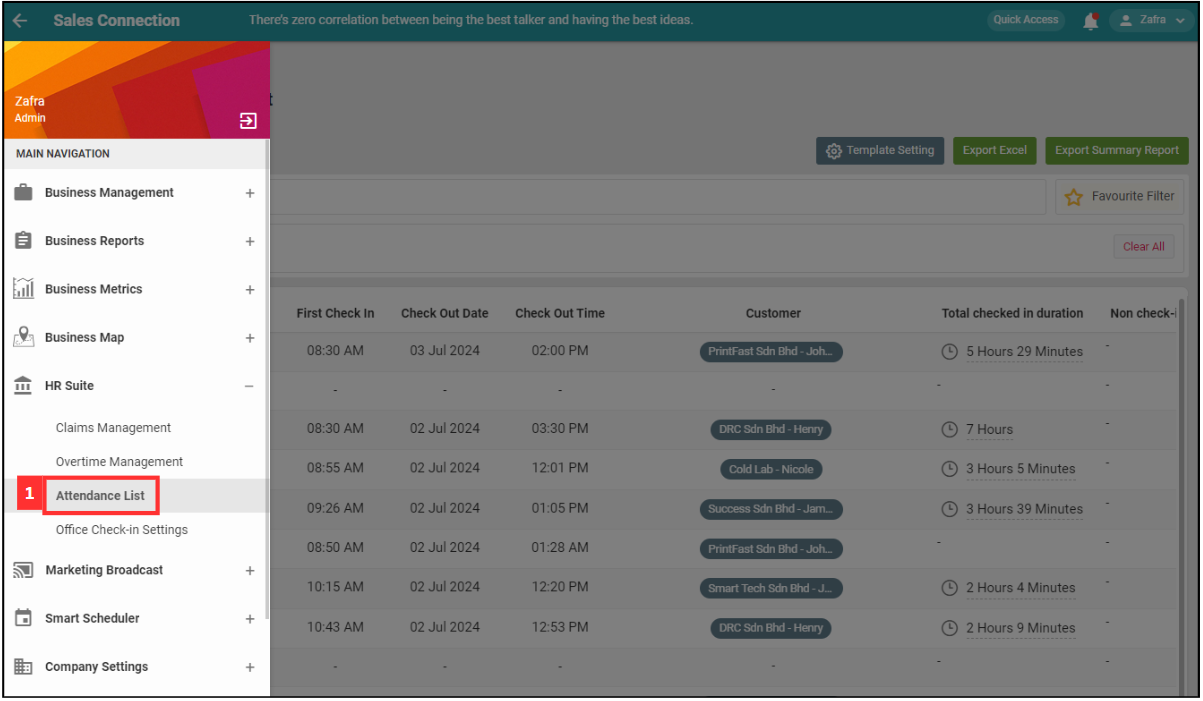 Sales Connection There's zero correlation between being the best talker and having the best ideas. Quick Access Zafra
Zafra
Admin
MAIN NAVIGATION
Business Management +
Business Reports +
Business Metrics +
Business Map +
HR Suite −
Claims Management
Overtime Management
1 Attendance List
Office Check-in Settings
Marketing Broadcast +
Smart Scheduler +
Company Settings +
Template Setting Export Excel Export Summary Report
Favourite Filter
Clear All
First Check In Check Out Date Check Out Time Customer Total checked in duration Non check-i
08:30 AM 03 Jul 2024 02:00 PM PrintFast Sdn Bhd - Joh... 5 Hours 29 Minutes -
- - - - - -
08:30 AM 02 Jul 2024 03:30 PM DRC Sdn Bhd - Henry 7 Hours -
08:55 AM 02 Jul 2024 12:01 PM Cold Lab - Nicole 3 Hours 5 Minutes -
09:26 AM 02 Jul 2024 01:05 PM Success Sdn Bhd - Jam... 3 Hours 39 Minutes -
08:50 AM 02 Jul 2024 01:28 AM PrintFast Sdn Bhd - Joh... - -
10:15 AM 02 Jul 2024 12:20 PM Smart Tech Sdn Bhd - J... 2 Hours 4 Minutes -
10:43 AM 02 Jul 2024 12:53 PM DRC Sdn Bhd - Henry 2 Hours 9 Minutes -
- - - - - -